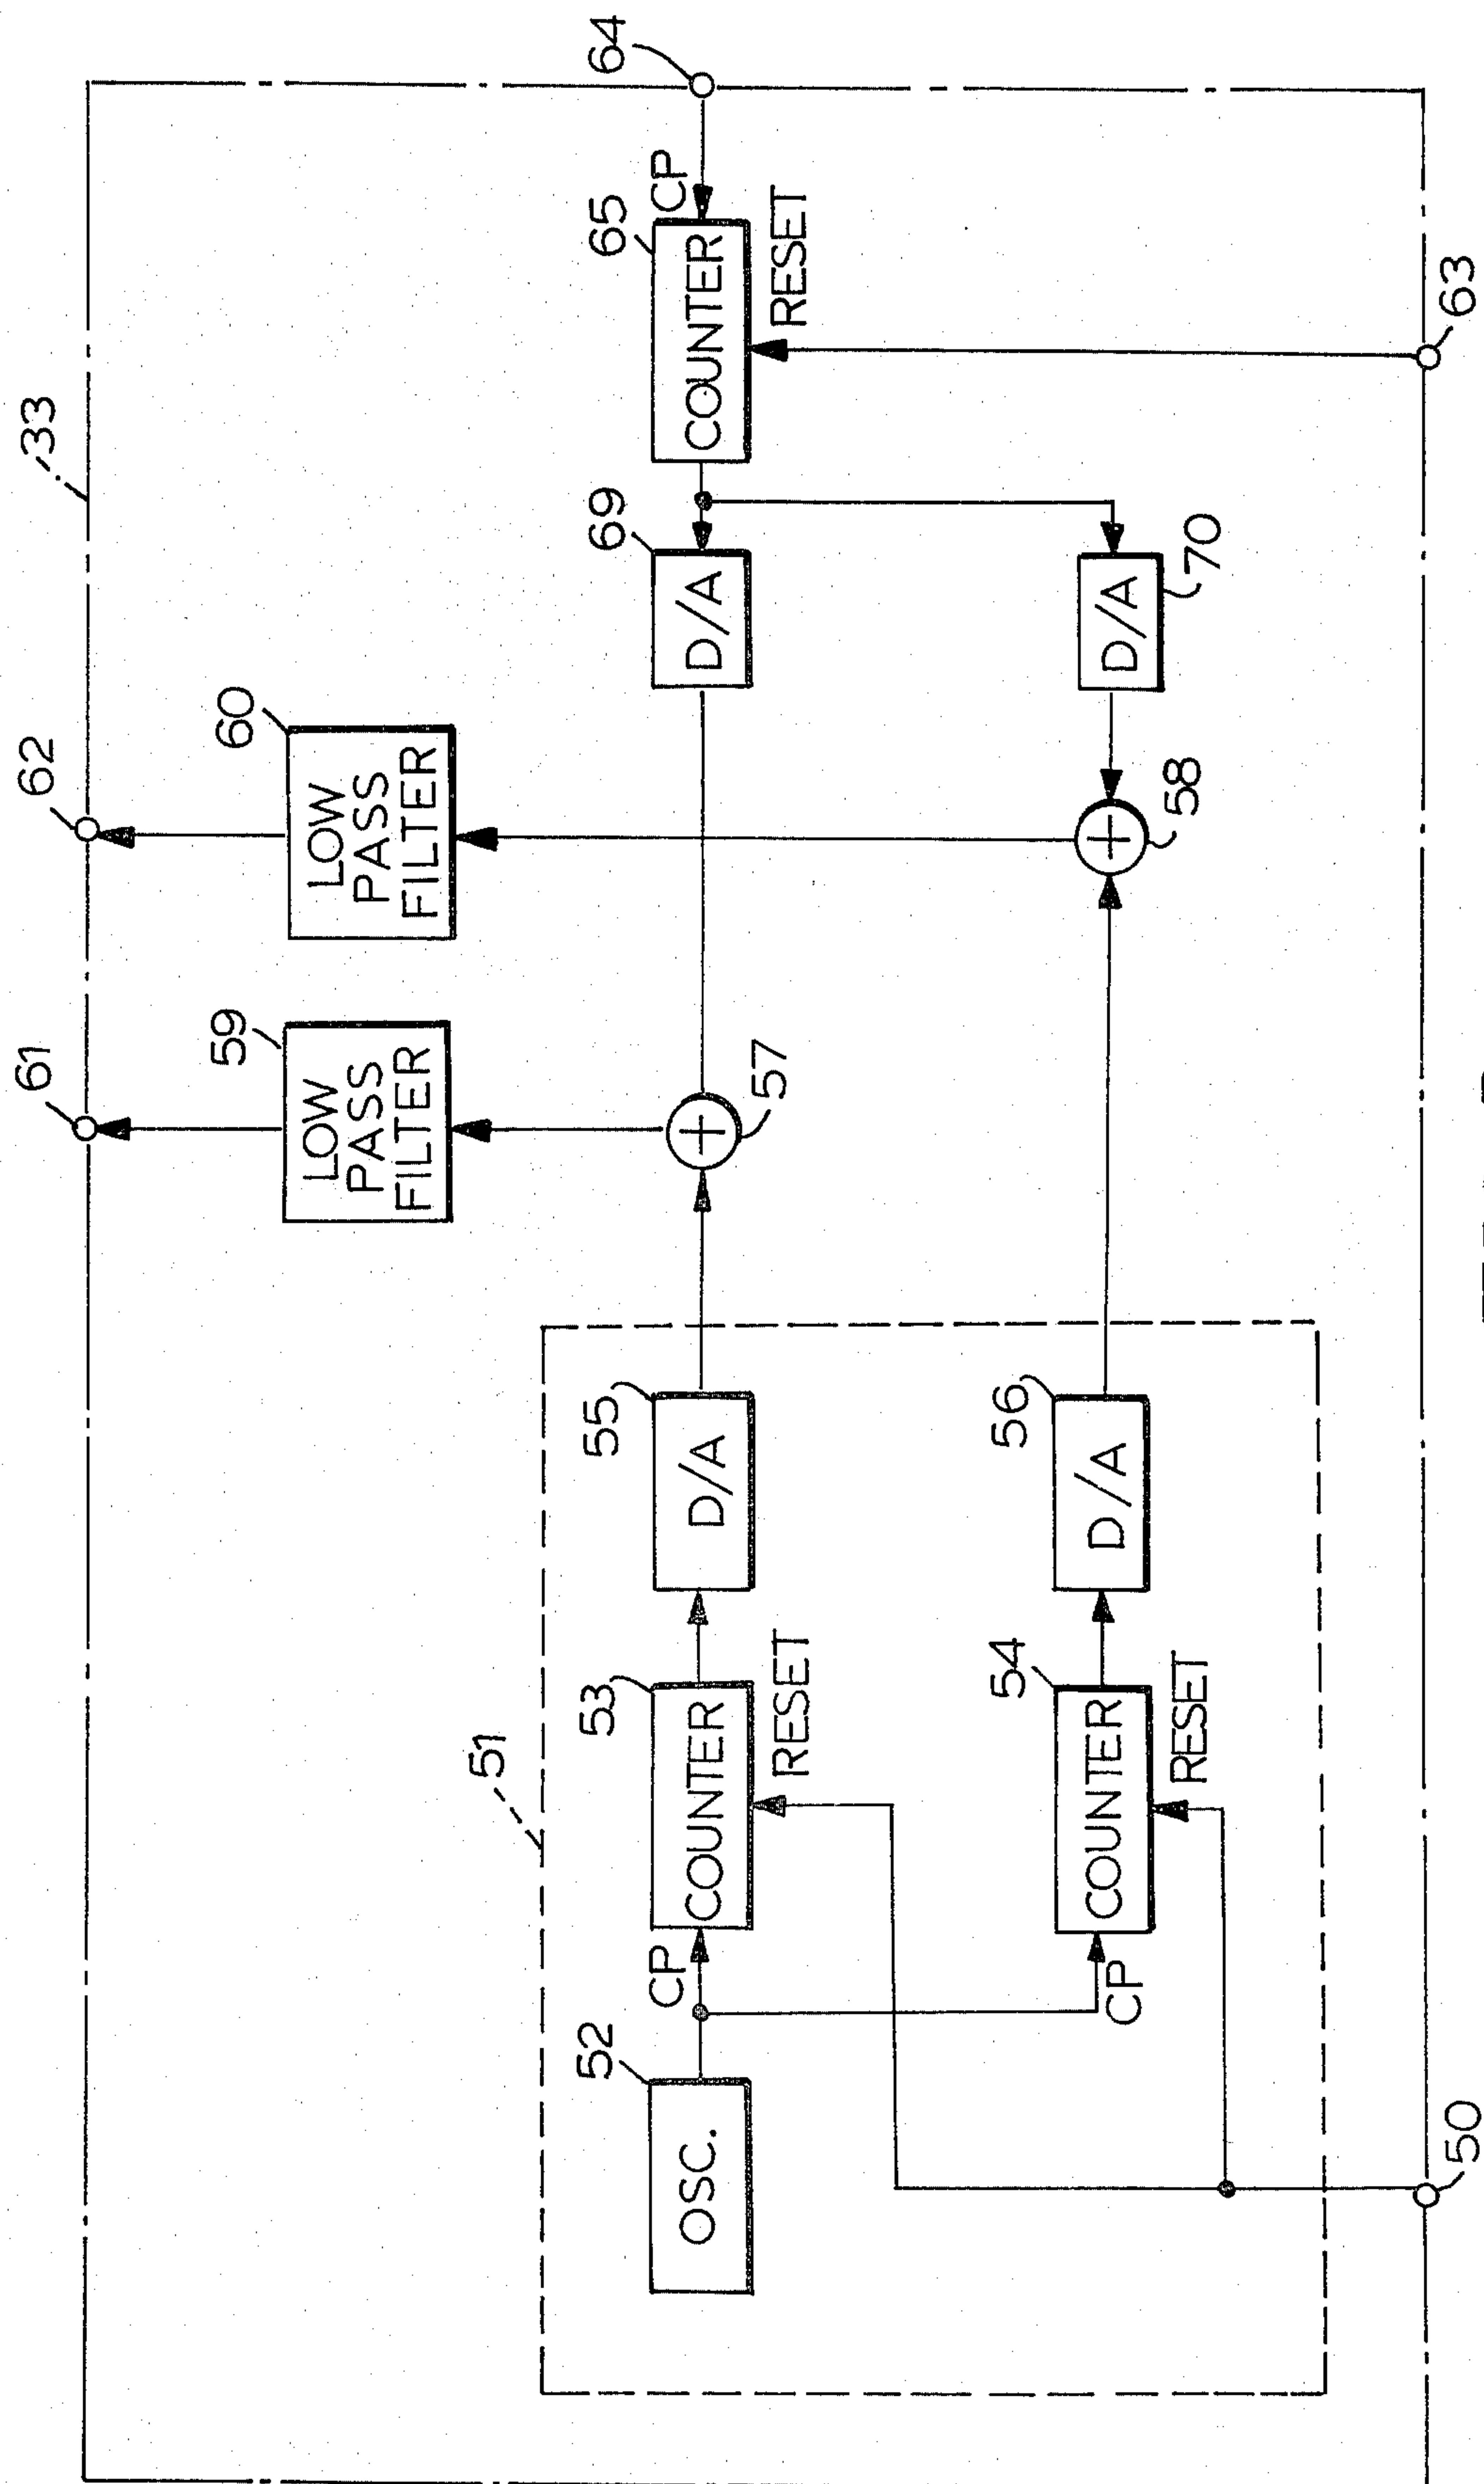 33
61
62
59
LOW
PASS
FILTER
60
LOW
PASS
FILTER
51
52
OSC.
CP
53
COUNTER
RESET
55
D/A
57
69
D/A
65
COUNTER
CP
RESET
64
CP
54
COUNTER
RESET
56
D/A
58
70
D/A
50
63